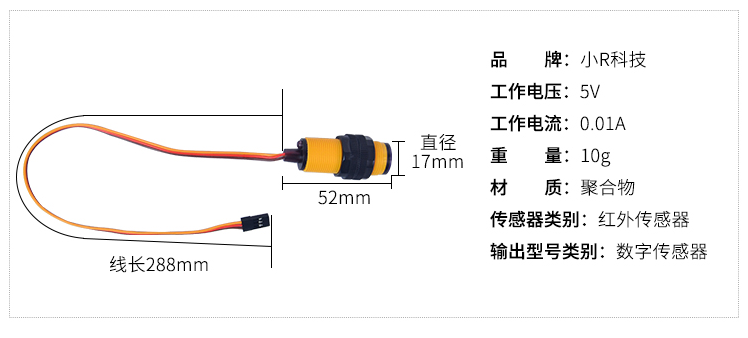 品 牌：小R科技
工作电压：5V
工作电流：0.01A
重 量：10g
材 质：聚合物
传感器类别：红外传感器
输出型号类别：数字传感器
直径
17mm
52mm
线长288mm